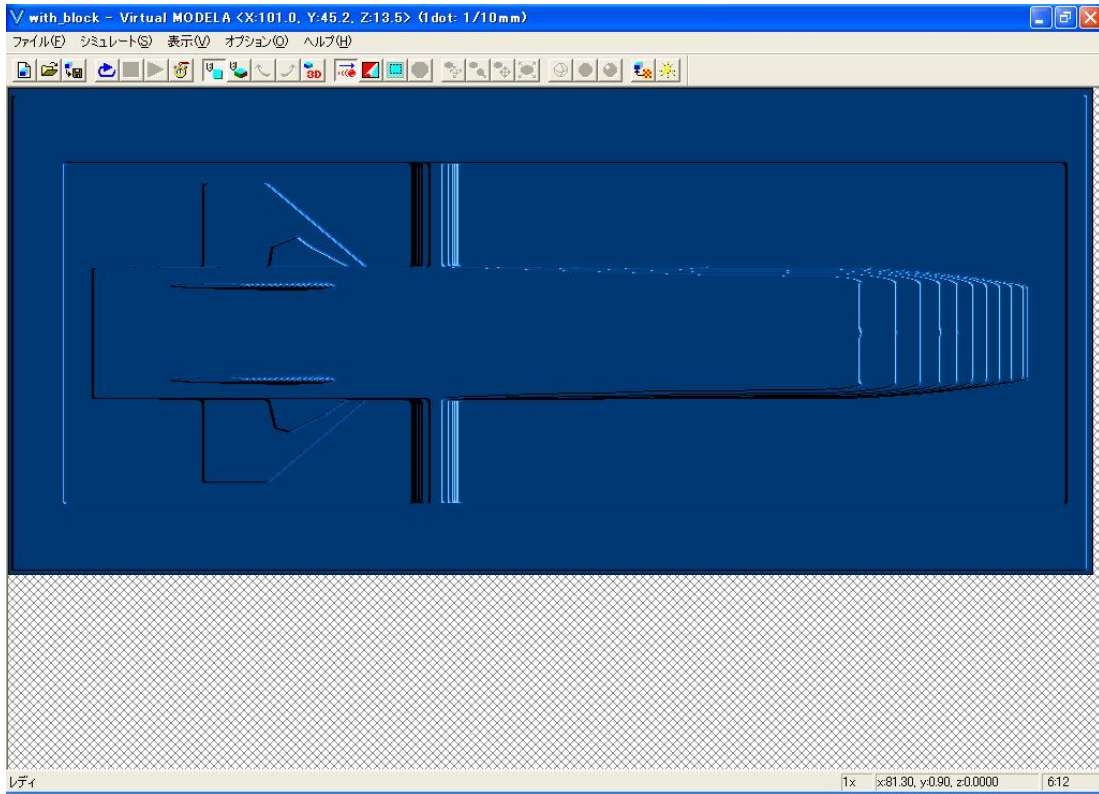 with_block - Virtual MODELA <X:101.0, Y:45.2, Z:13.5> (1dot: 1/10mm)
ファイル(F) シミュレート(S) 表示(V) オプション(O) ヘルプ(H)
3D
レディ 1x x:81.30, y:0.90, z:0.0000 6:12